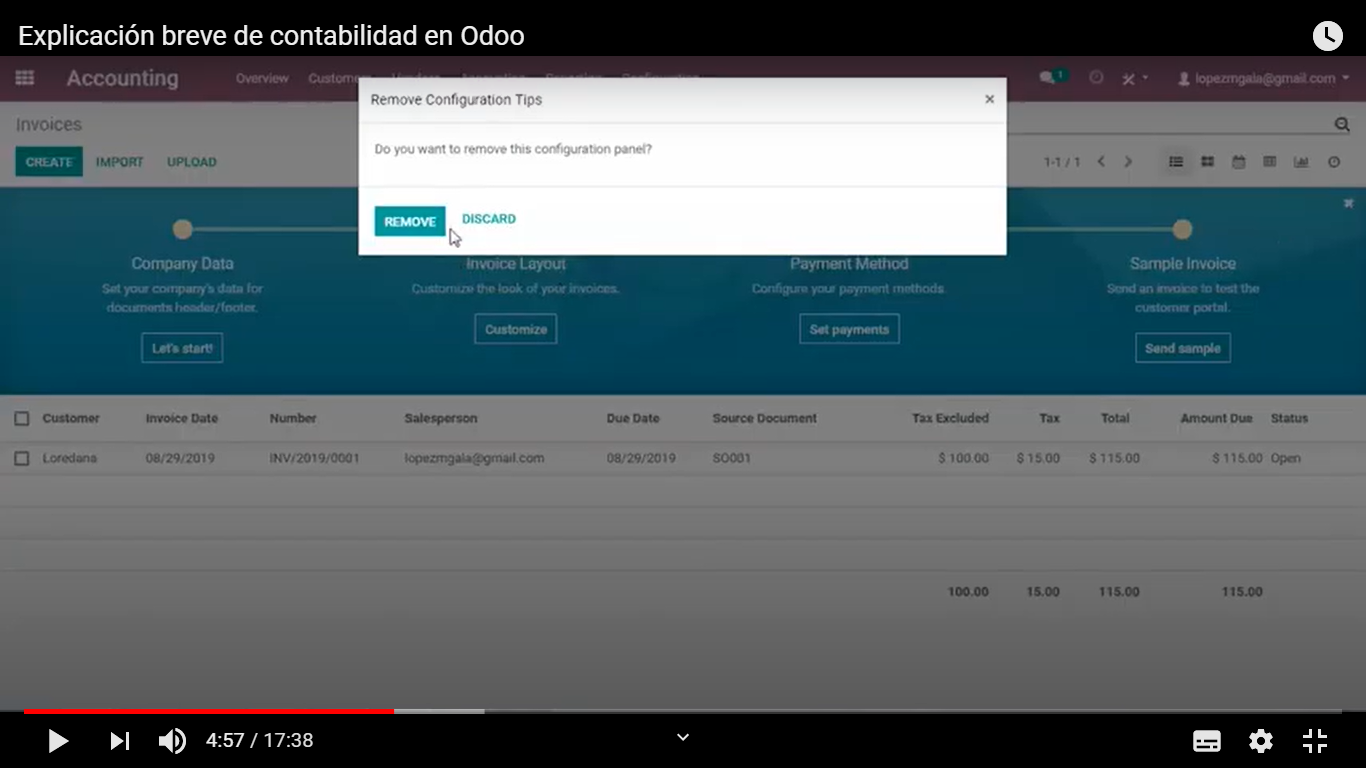 Explicación breve de contabilidad en Odoo
Accounting Overview Customers Vendors Accounting Reporting Configuration 1 lopezmgala@gmail.com
Remove Configuration Tips ×
Do you want to remove this configuration panel?
REMOVE DISCARD
Invoices
CREATE IMPORT UPLOAD 1-1 / 1
Company Data Invoice Layout Payment Method Sample Invoice
Set your company's data for Customize the look of your invoices. Configure your payment methods. Send an invoice to test the
documents header/footer. customer portal.
Let's start! Customize Set payments Send sample
Customer Invoice Date Number Salesperson Due Date Source Document Tax Excluded Tax Total Amount Due Status
Loredana 08/29/2019 INV/2019/0001 lopezmgala@gmail.com 08/29/2019 SO001 $ 100.00 $ 15.00 $ 115.00 $ 115.00 Open
100.00 15.00 115.00 115.00
4:57 / 17:38